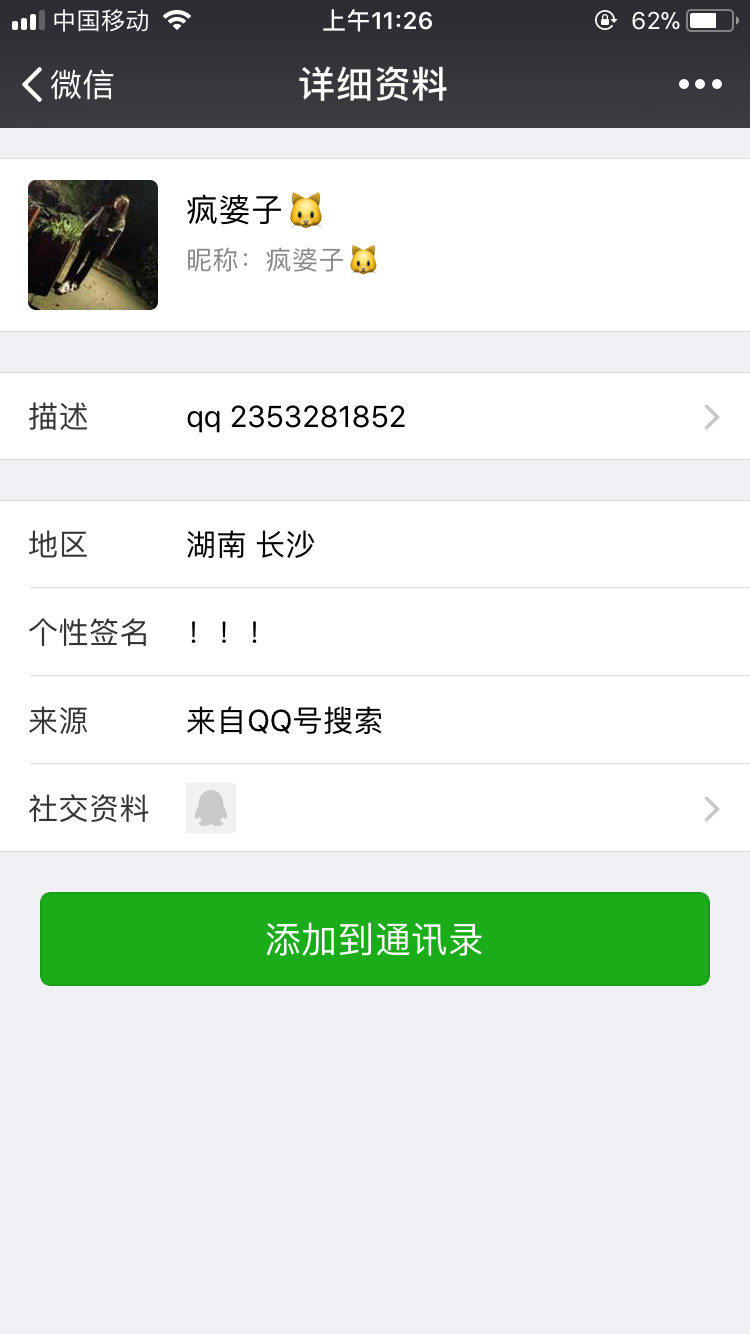 中国移动 上午11:26 62%
微信 详细资料
疯婆子🐱
昵称：疯婆子🐱
描述 qq 2353281852
地区 湖南 长沙
个性签名 ！！！
来源 来自QQ号搜索
社交资料
添加到通讯录